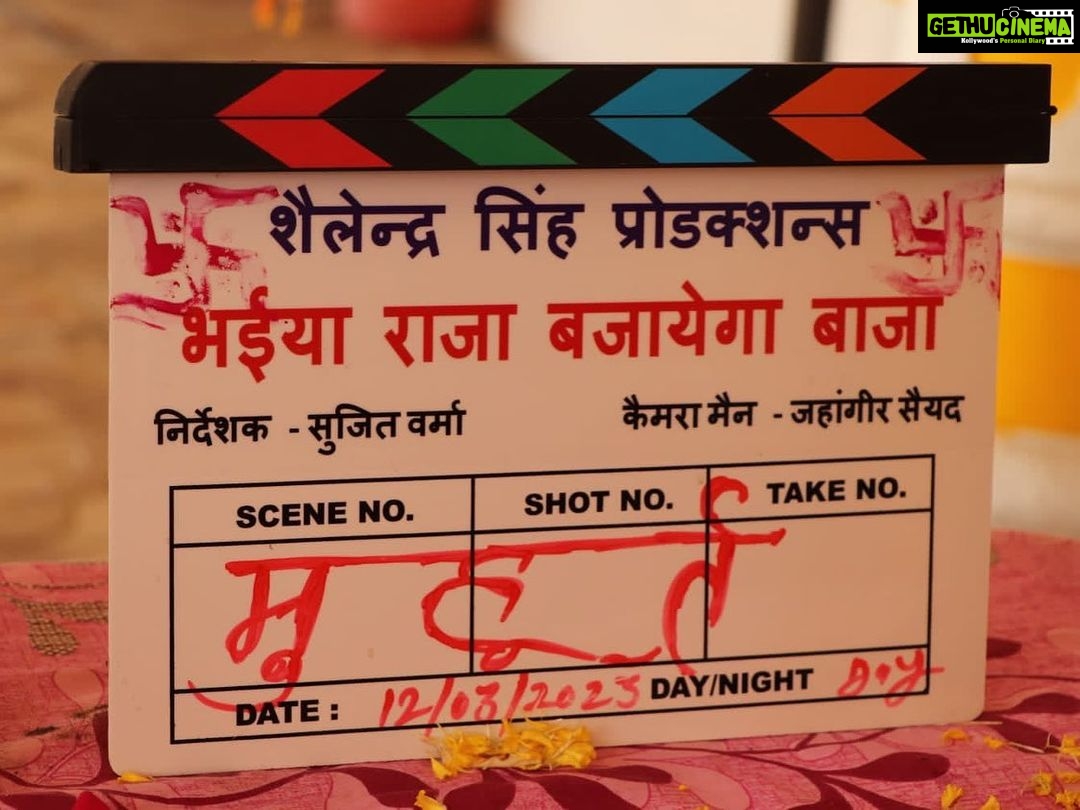 GETHUCINEMA
Kollywood's Personal Diary
शैलेन्द्र सिंह प्रोडक्शन्स
भईया राजा बजायेगा बाजा
निर्देशक - सुजित वर्मा कैमरा मैन - जहांगीर सैयद
SCENE NO. SHOT NO. TAKE NO.
मूहूर्त
DATE : 12/03/2023 DAY/NIGHT Day